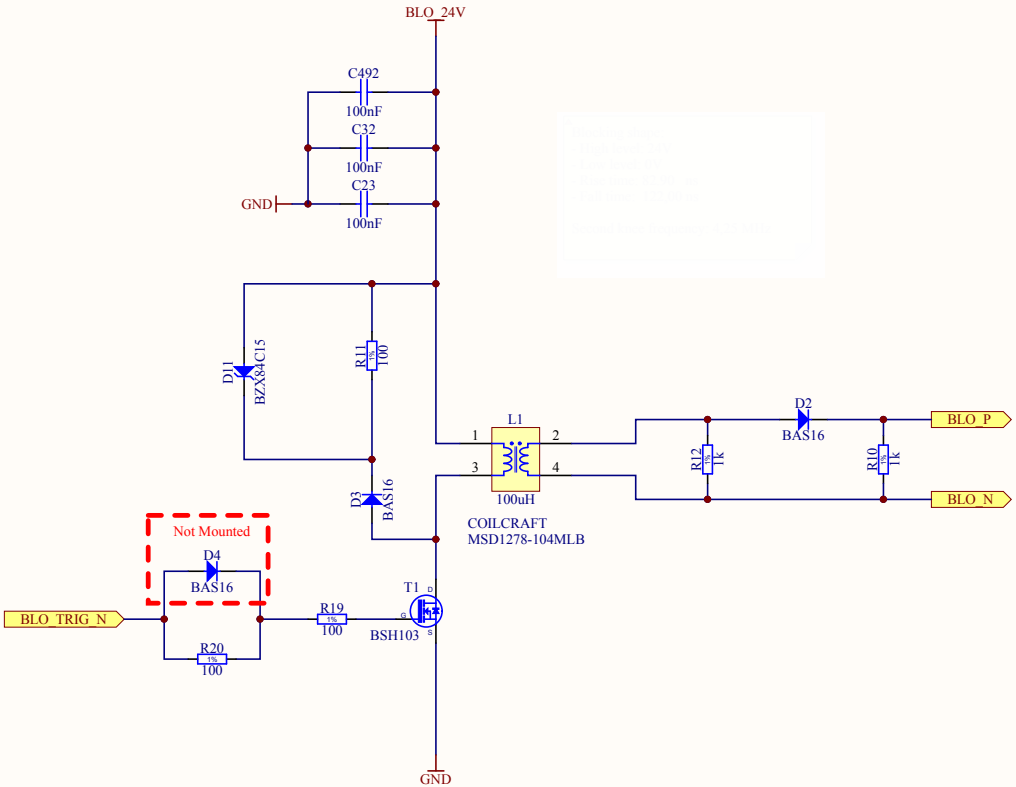 BLO_24V
C492
100nF
C32
100nF
C23
GND
100nF
D11
BZX84C15
R11
1%
100
L1
1
2
3
4
100uH
COILCRAFT
MSD1278-104MLB
D2
BAS16
BLO_P
R12
1%
1k
R10
1%
1k
BLO_N
D3
BAS16
Not Mounted
D4
BAS16
BLO_TRIG_N
R19
1%
100
R20
1%
100
T1
D
G
S
BSH103
GND